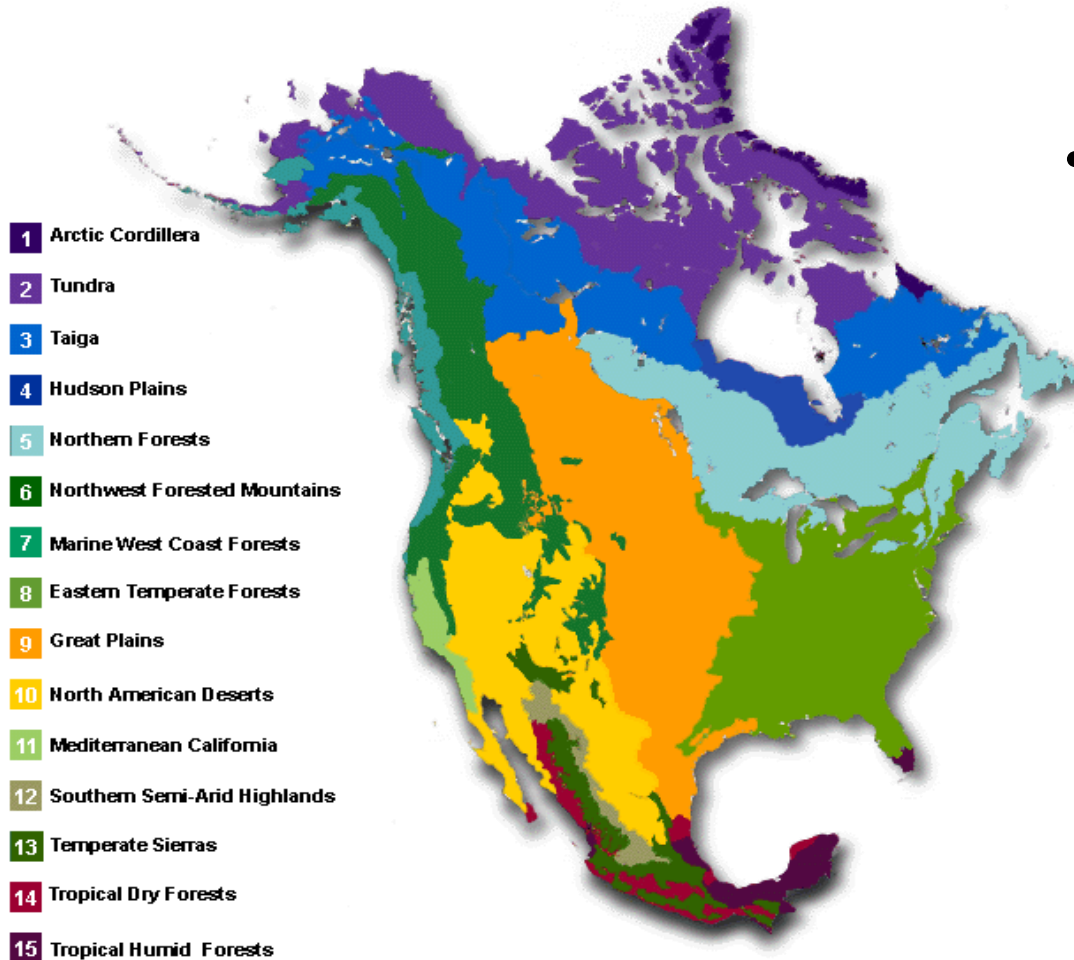 1 Arctic Cordillera
2 Tundra
3 Taiga
4 Hudson Plains
5 Northern Forests
6 Northwest Forested Mountains
7 Marine West Coast Forests
8 Eastern Temperate Forests
9 Great Plains
10 North American Deserts
11 Mediterranean California
12 Southern Semi-Arid Highlands
13 Temperate Sierras
14 Tropical Dry Forests
15 Tropical Humid Forests